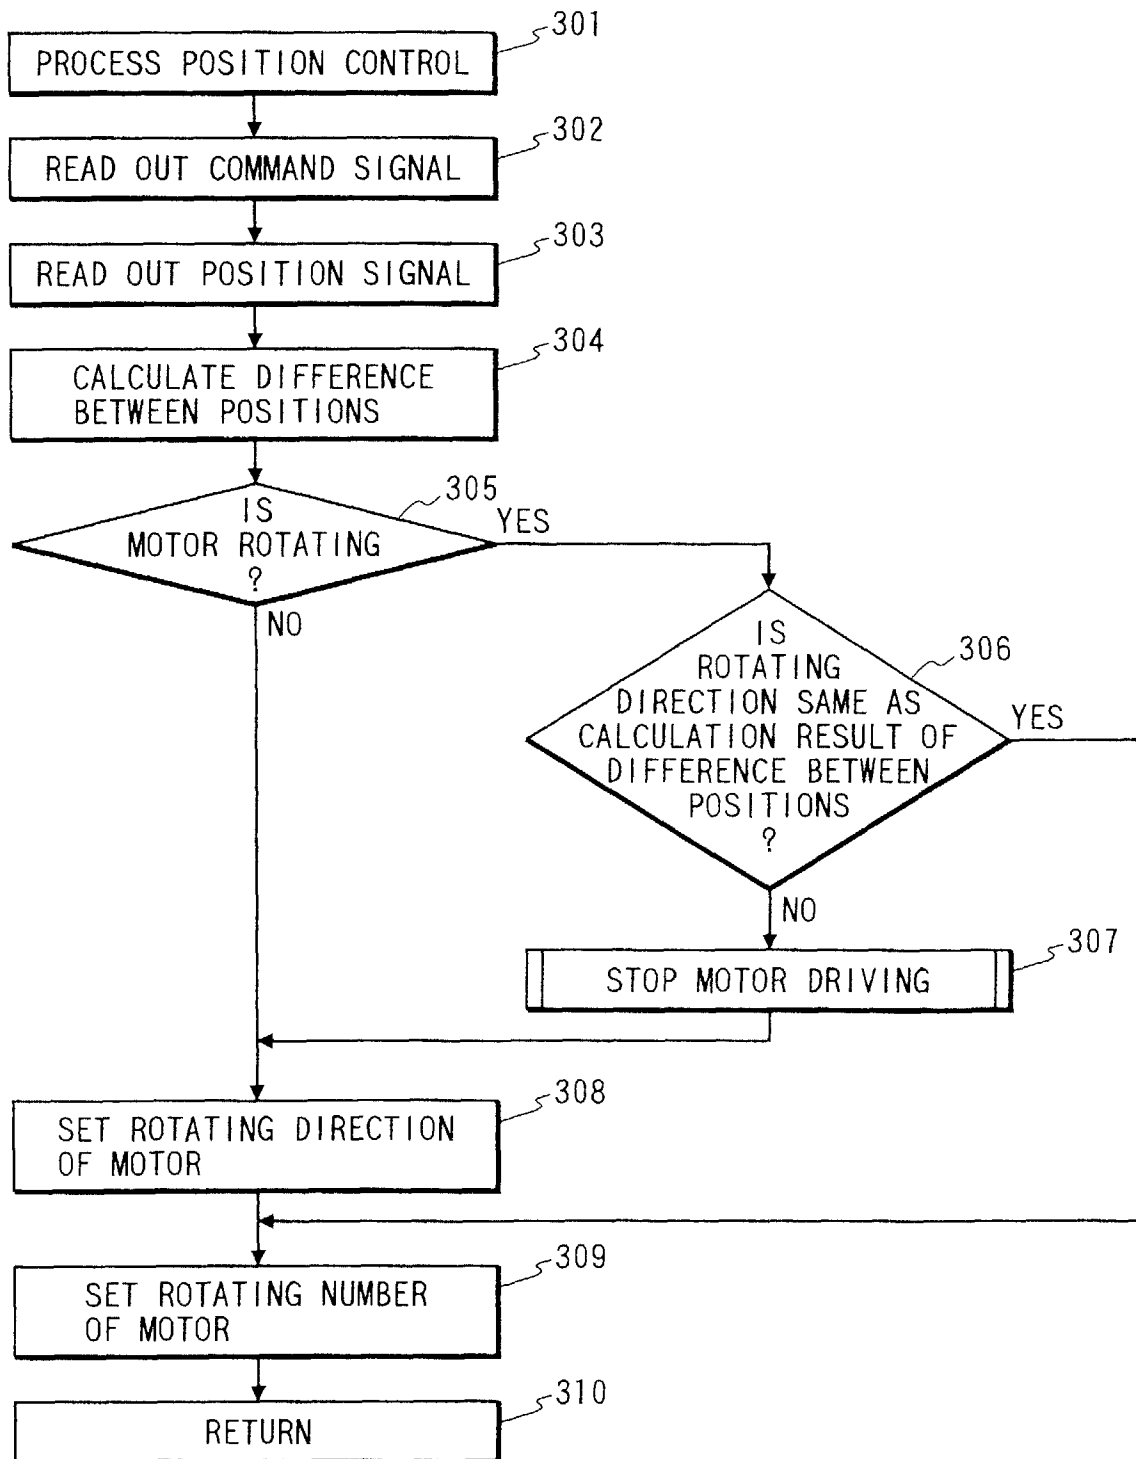 301
PROCESS POSITION CONTROL
302
READ OUT COMMAND SIGNAL
303
READ OUT POSITION SIGNAL
304
CALCULATE DIFFERENCE
BETWEEN POSITIONS
305
IS
MOTOR ROTATING
?
YES
NO
306
IS
ROTATING
DIRECTION SAME AS
CALCULATION RESULT OF
DIFFERENCE BETWEEN
POSITIONS
?
YES
NO
307
STOP MOTOR DRIVING
308
SET ROTATING DIRECTION
OF MOTOR
309
SET ROTATING NUMBER
OF MOTOR
310
RETURN